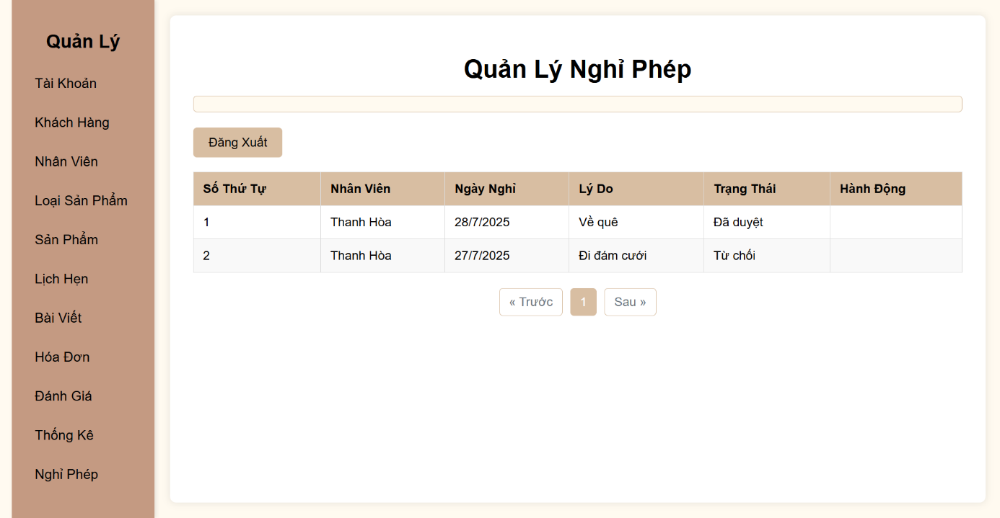 Quản Lý
Tài Khoản
Khách Hàng
Nhân Viên
Loại Sản Phẩm
Sản Phẩm
Lịch Hẹn
Bài Viết
Hóa Đơn
Đánh Giá
Thống Kê
Nghỉ Phép
Quản Lý Nghỉ Phép
Đăng Xuất
Số Thứ Tự Nhân Viên Ngày Nghỉ Lý Do Trạng Thái Hành Động
1 Thanh Hòa 28/7/2025 Về quê Đã duyệt
2 Thanh Hòa 27/7/2025 Đi đám cưới Từ chối
« Trước 1 Sau »